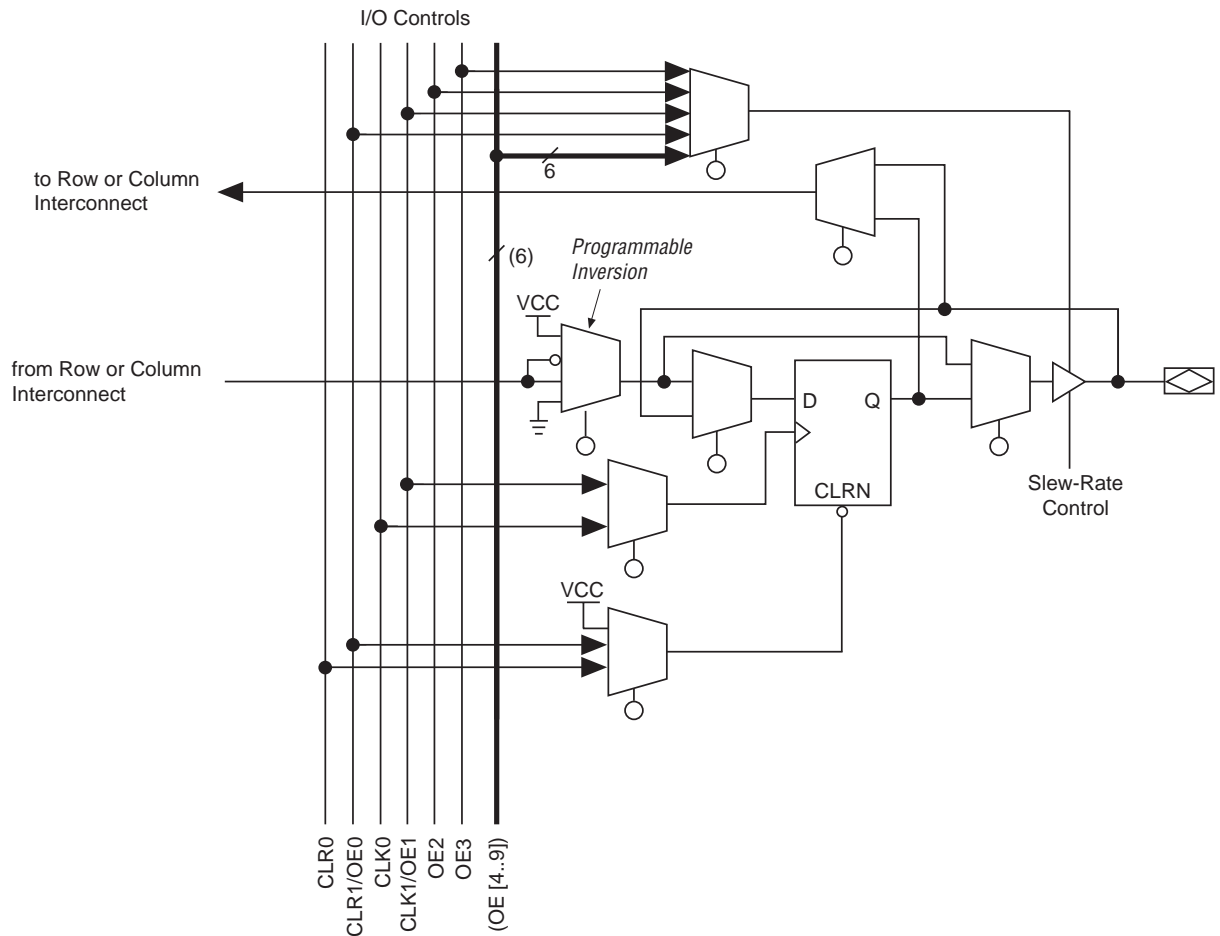 I/O Controls
6
to Row or Column
Interconnect
(6)
Programmable
Inversion
VCC
from Row or Column
Interconnect
D
Q
CLRN
Slew-Rate
Control
VCC
CLR0
CLR1/OE0
CLK0
CLK1/OE1
OE2
OE3
(OE [4..9])